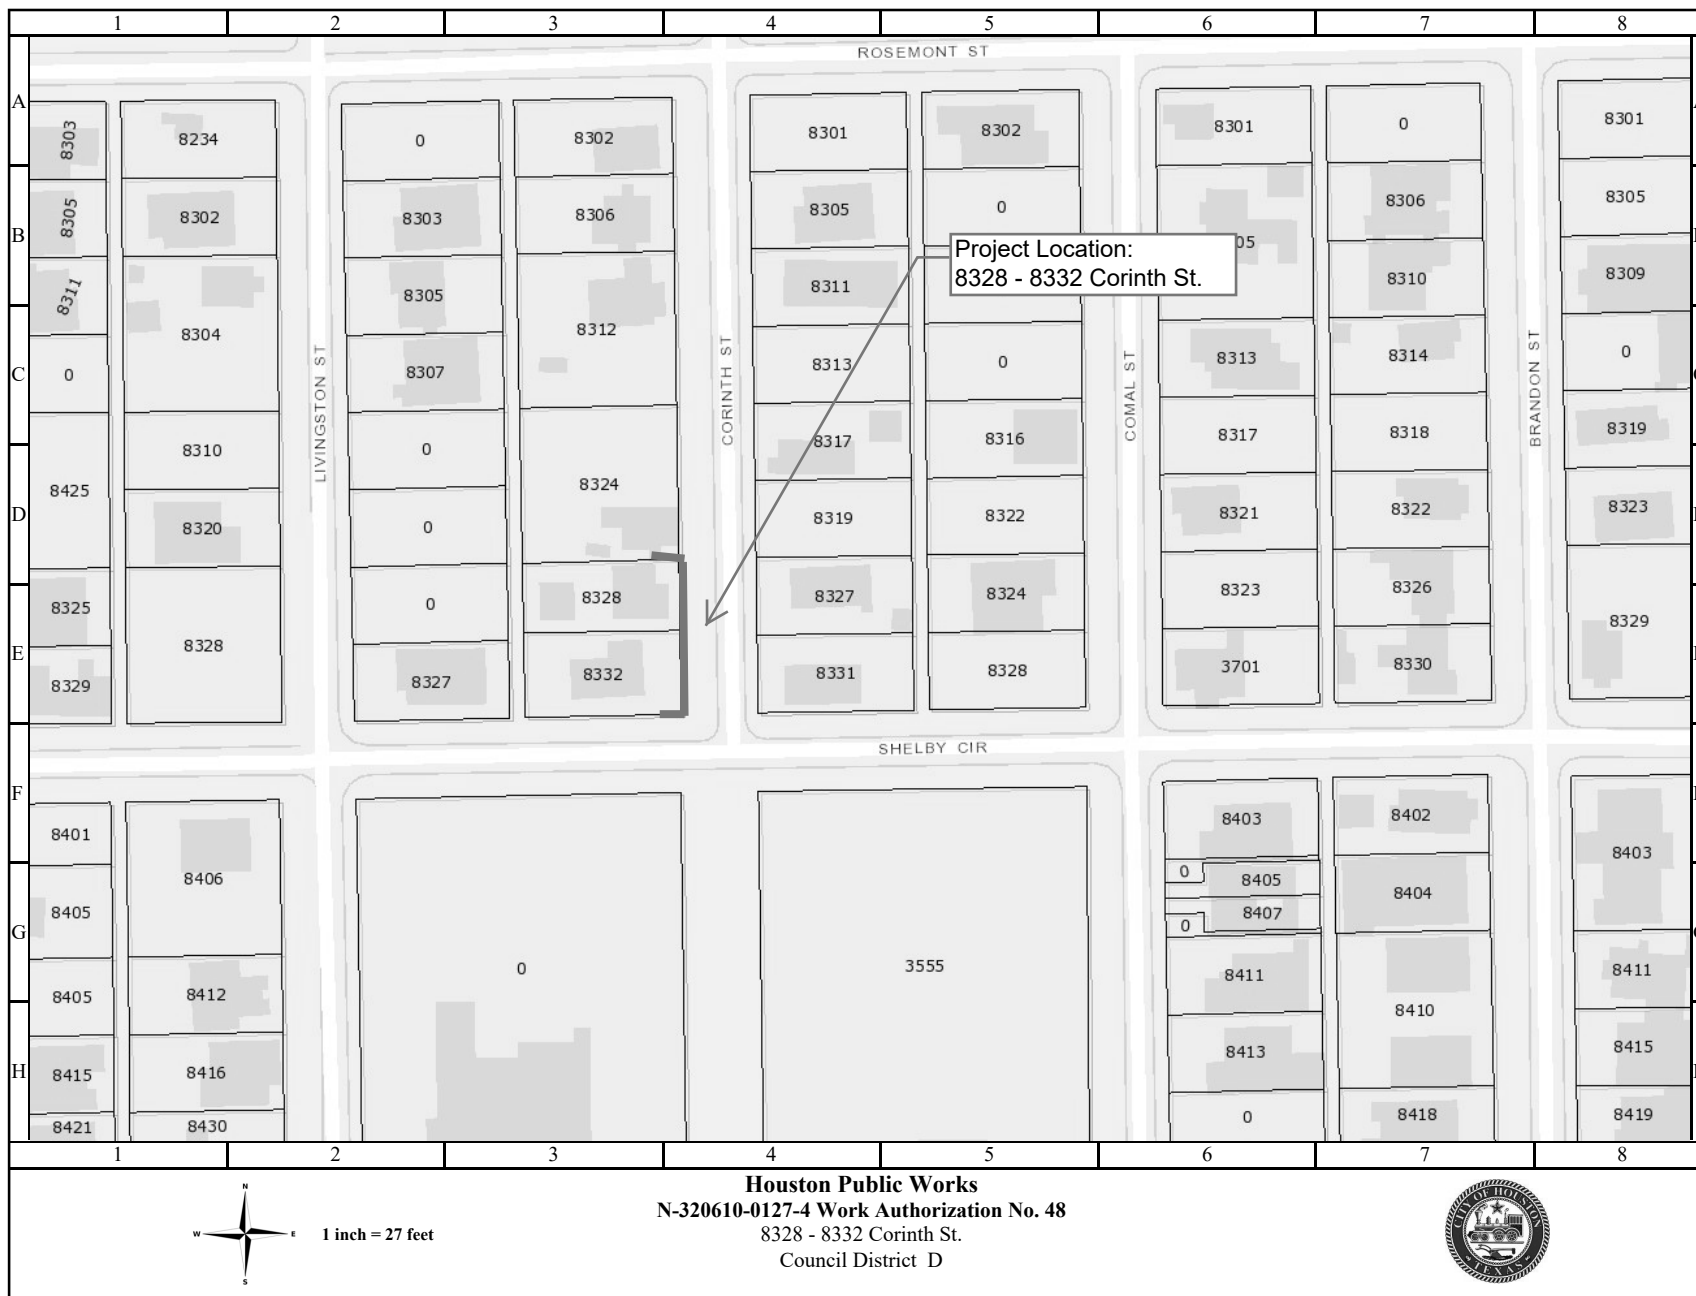 1 2 3 4 5 6 7 8
ROSEMONT ST
A
8303 8234 0 8302 8301 8302 8301 0 8301
B
8305 8302 8303 8306 8305 0 05 8306 8305
Project Location:
8328 - 8332 Corinth St.
8311 8304 8305 8312 8311 8310 8309
C
0 8307 8313 0 8313 8314 0
LIVINGSTON ST
CORINTH ST
COMAL ST
BRANDON ST
8310 0 8324 8317 8316 8317 8318 8319
D
8425 8320 0 8319 8322 8321 8322 8323
8325 0 8328 8327 8324 8323 8326 8329
E
8329 8328 8327 8332 8331 8328 3701 8330
SHELBY CIR
F
8401 8406 8403 8402 8403
0 8405 8404
G
8405 0 8407
0 3555 8411 8411
8405 8412 8410
H
8415 8416 8413 8415
8421 8430 0 8418 8419
1 2 3 4 5 6 7 8
N
W E
S
1 inch = 27 feet
Houston Public Works
N-320610-0127-4 Work Authorization No. 48
8328 - 8332 Corinth St.
Council District D
CITY OF HOUSTON
TEXAS